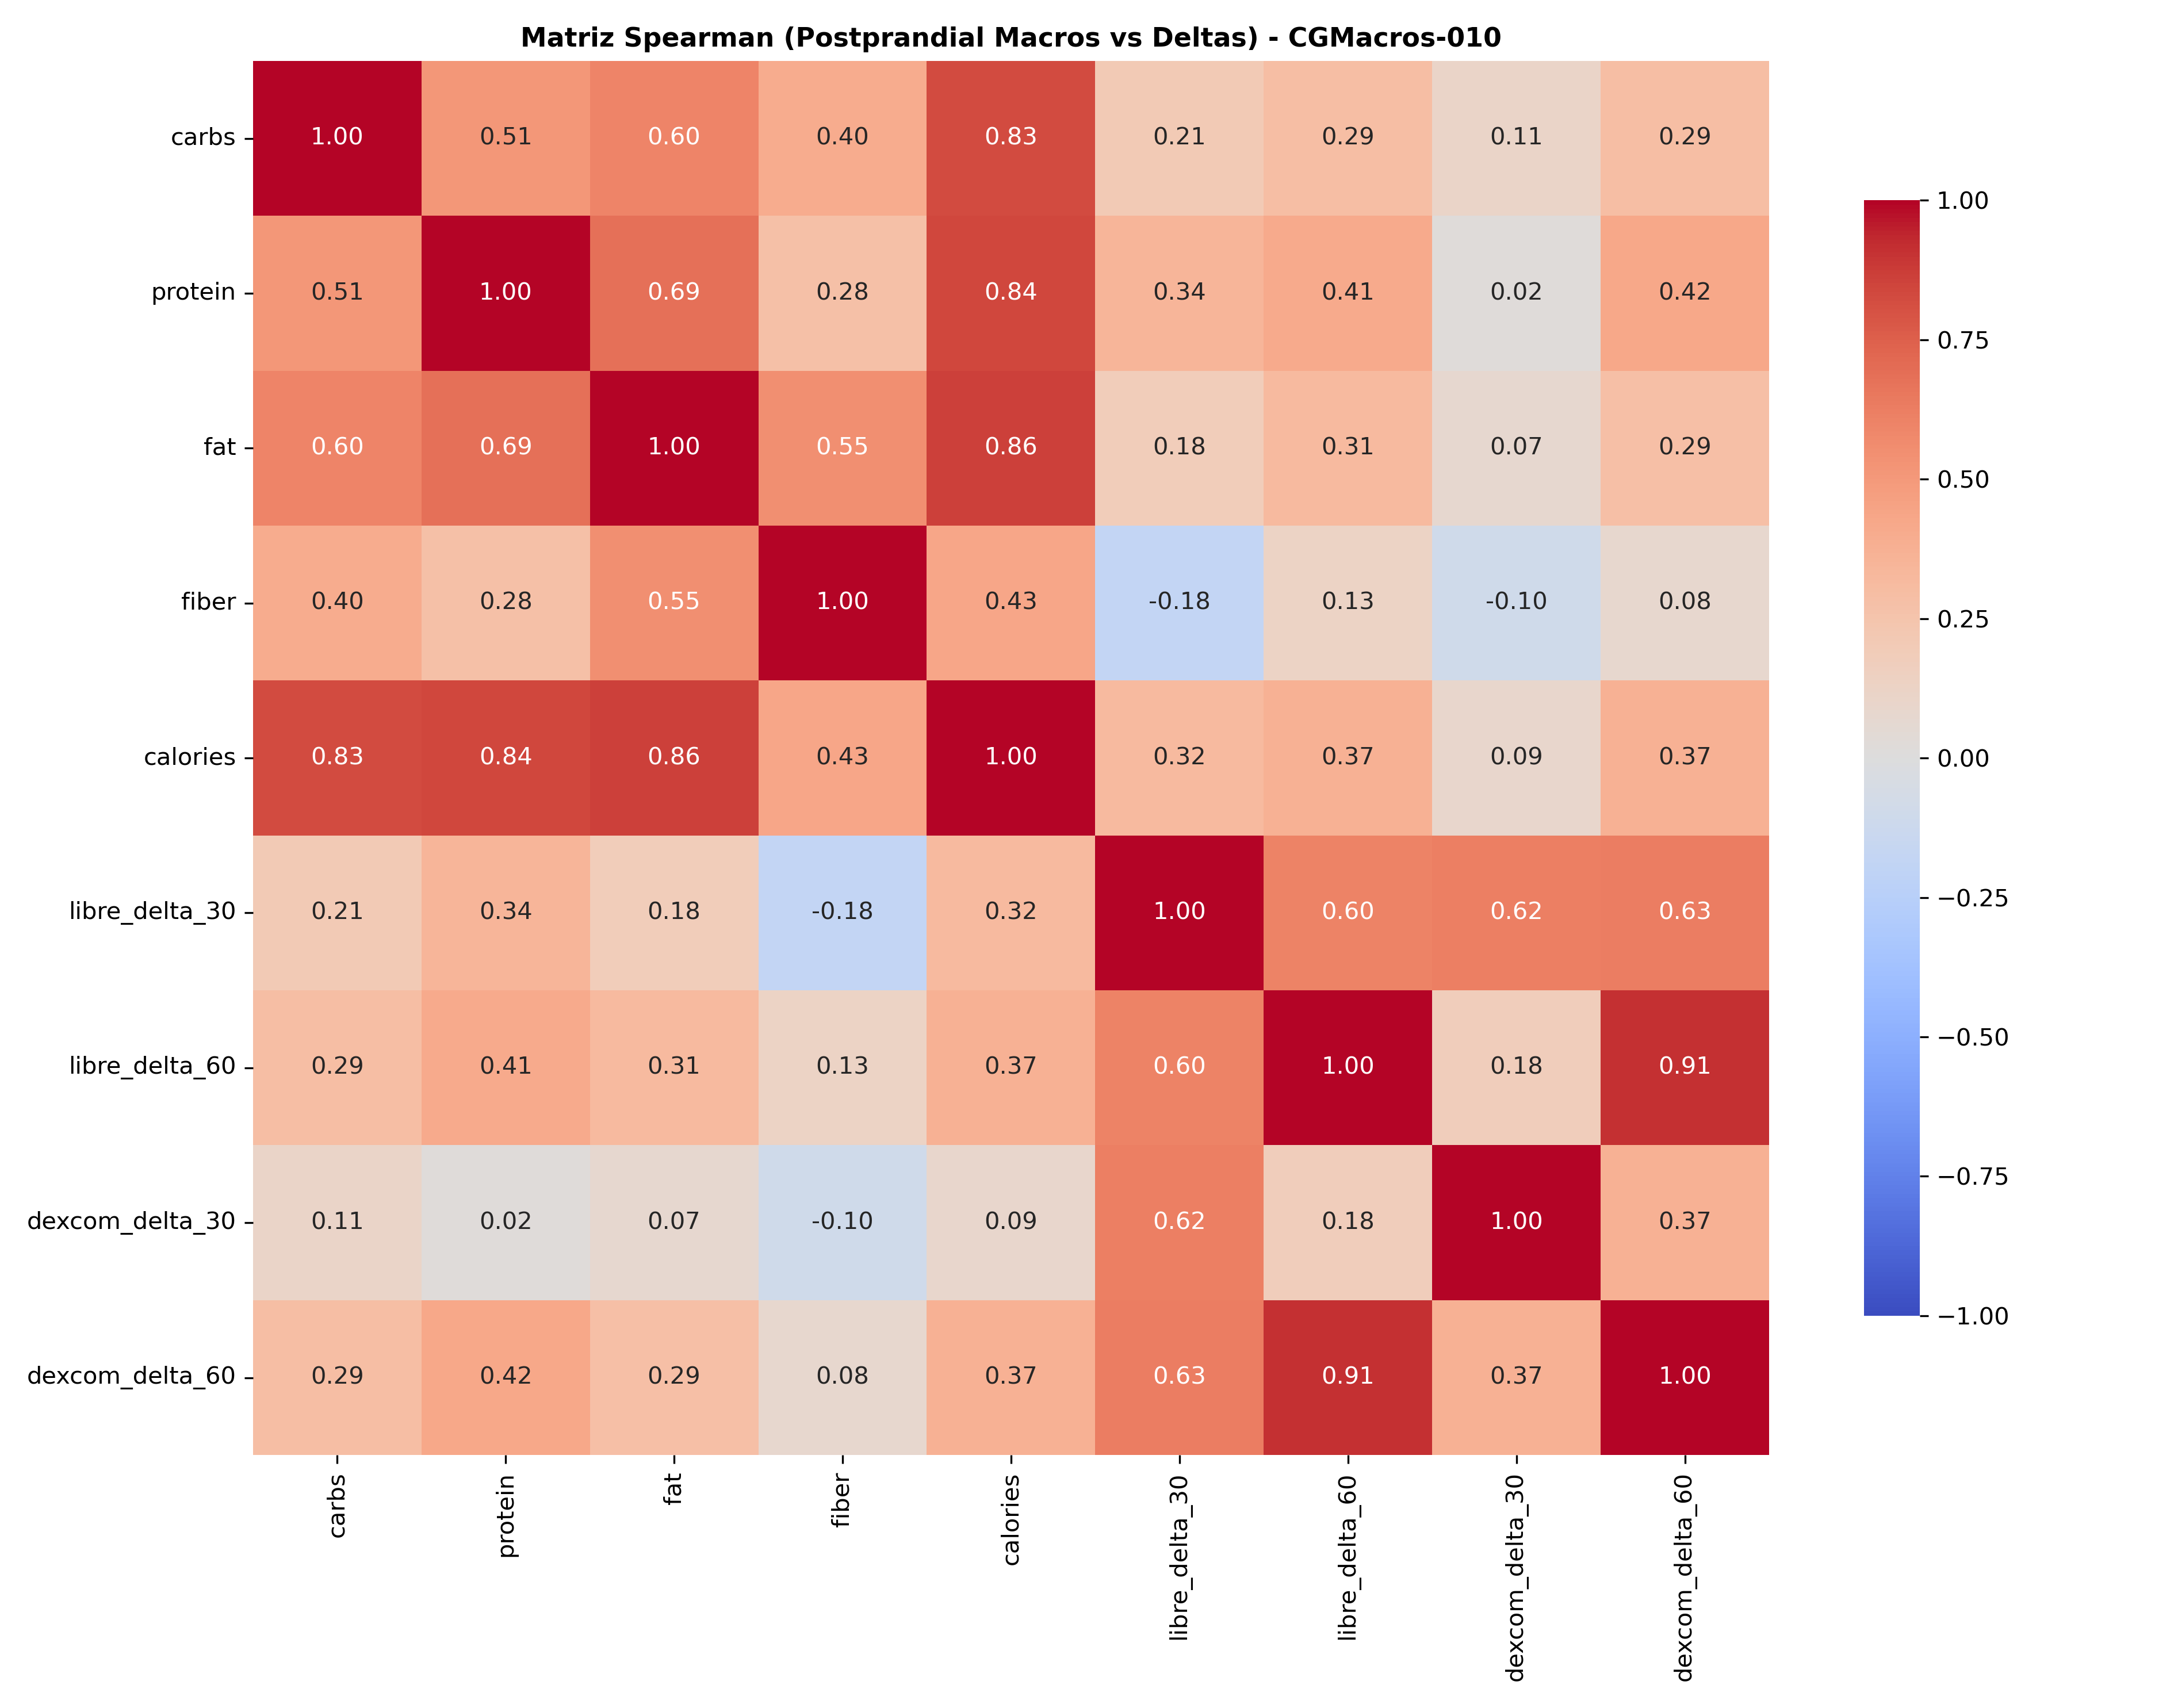 Matriz Spearman (Postprandial Macros vs Deltas) - CGMacros-010
carbs 1.00 0.51 0.60 0.40 0.83 0.21 0.29 0.11 0.29
protein 0.51 1.00 0.69 0.28 0.84 0.34 0.41 0.02 0.42
fat 0.60 0.69 1.00 0.55 0.86 0.18 0.31 0.07 0.29
fiber 0.40 0.28 0.55 1.00 0.43 -0.18 0.13 -0.10 0.08
calories 0.83 0.84 0.86 0.43 1.00 0.32 0.37 0.09 0.37
libre_delta_30 0.21 0.34 0.18 -0.18 0.32 1.00 0.60 0.62 0.63
libre_delta_60 0.29 0.41 0.31 0.13 0.37 0.60 1.00 0.18 0.91
dexcom_delta_30 0.11 0.02 0.07 -0.10 0.09 0.62 0.18 1.00 0.37
dexcom_delta_60 0.29 0.42 0.29 0.08 0.37 0.63 0.91 0.37 1.00
carbs protein fat fiber calories libre_delta_30 libre_delta_60 dexcom_delta_30 dexcom_delta_60
1.00
0.75
0.50
0.25
0.00
−0.25
−0.50
−0.75
−1.00